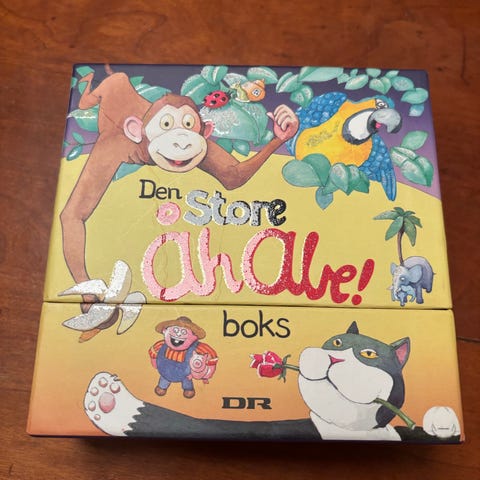 Den
Store
ahabe!
boks
DR